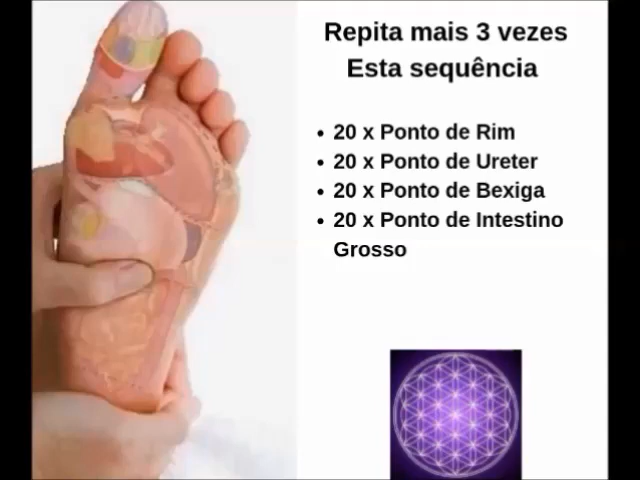 Repita mais 3 vezes
Esta sequência
• 20 x Ponto de Rim
• 20 x Ponto de Ureter
• 20 x Ponto de Bexiga
• 20 x Ponto de Intestino
Grosso